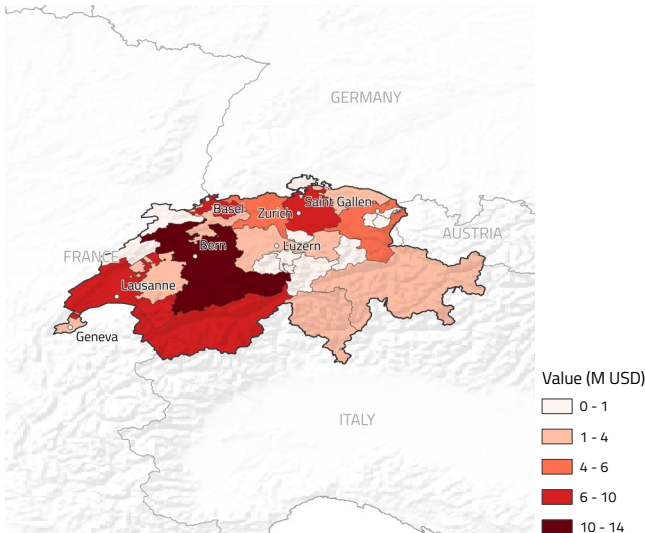 GERMANY
Basel
Zurich
Saint Gallen
Bern
Luzern
AUSTRIA
FRANCE
Lausanne
Geneva
ITALY
Value (M USD)
0 - 1
1 - 4
4 - 6
6 - 10
10 - 14